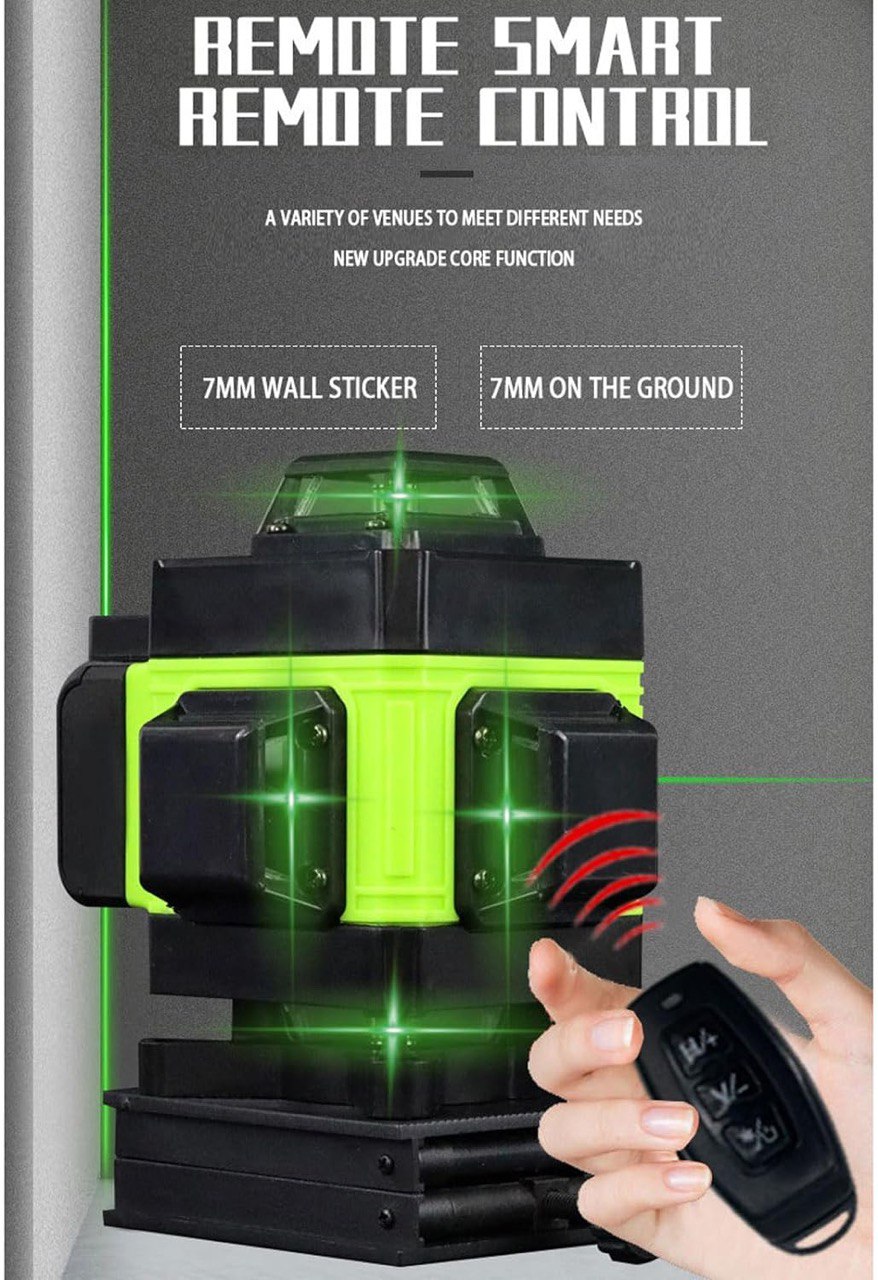 REMOTE SMART
REMOTE CONTROL
A VARIETY OF VENUES TO MEET DIFFERENT NEEDS
NEW UPGRADE CORE FUNCTION
7MM WALL STICKER
7MM ON THE GROUND
H/+
V/-